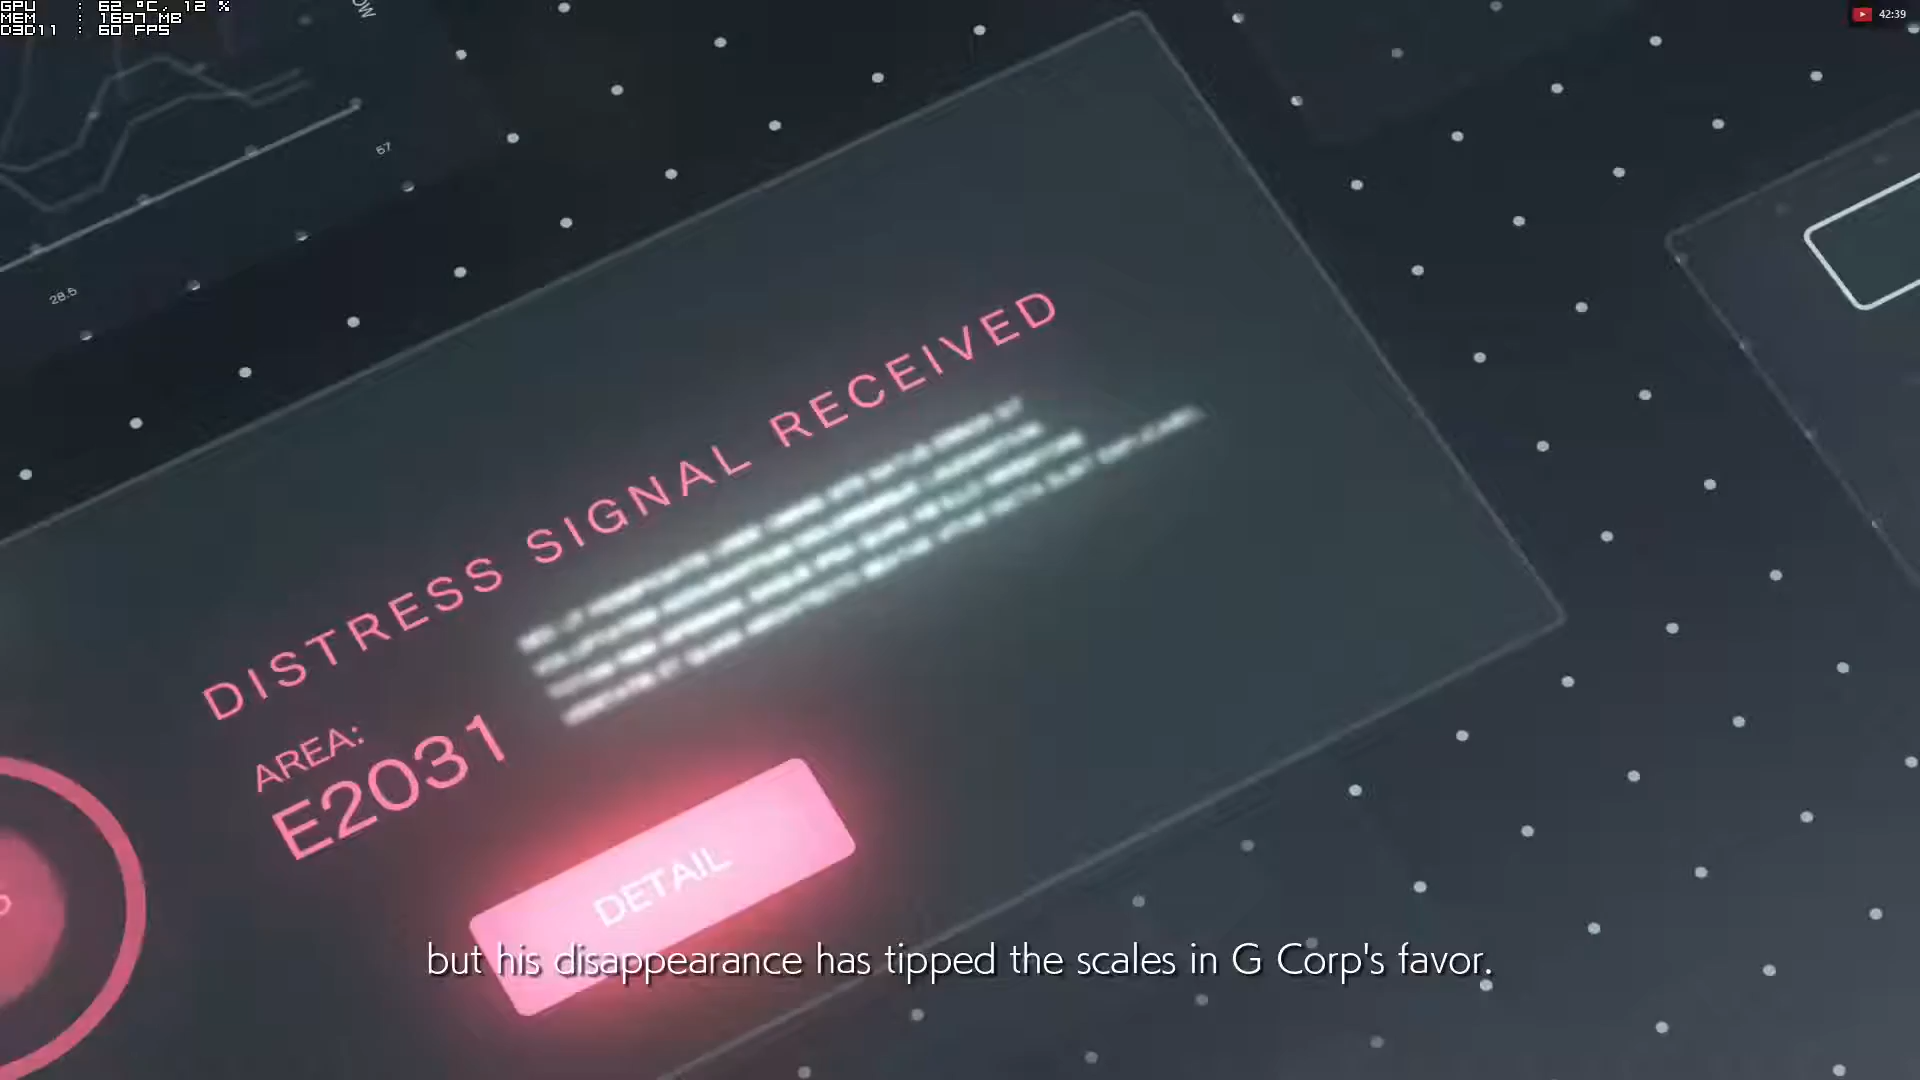 GPU : 62 °C, 12 %
MEM : 1697 MB
D3D11 : 60 FPS
42:39
57
28.5
DISTRESS SIGNAL RECEIVED
AREA:
E2031
DETAIL
but his disappearance has tipped the scales in G Corp's favor.